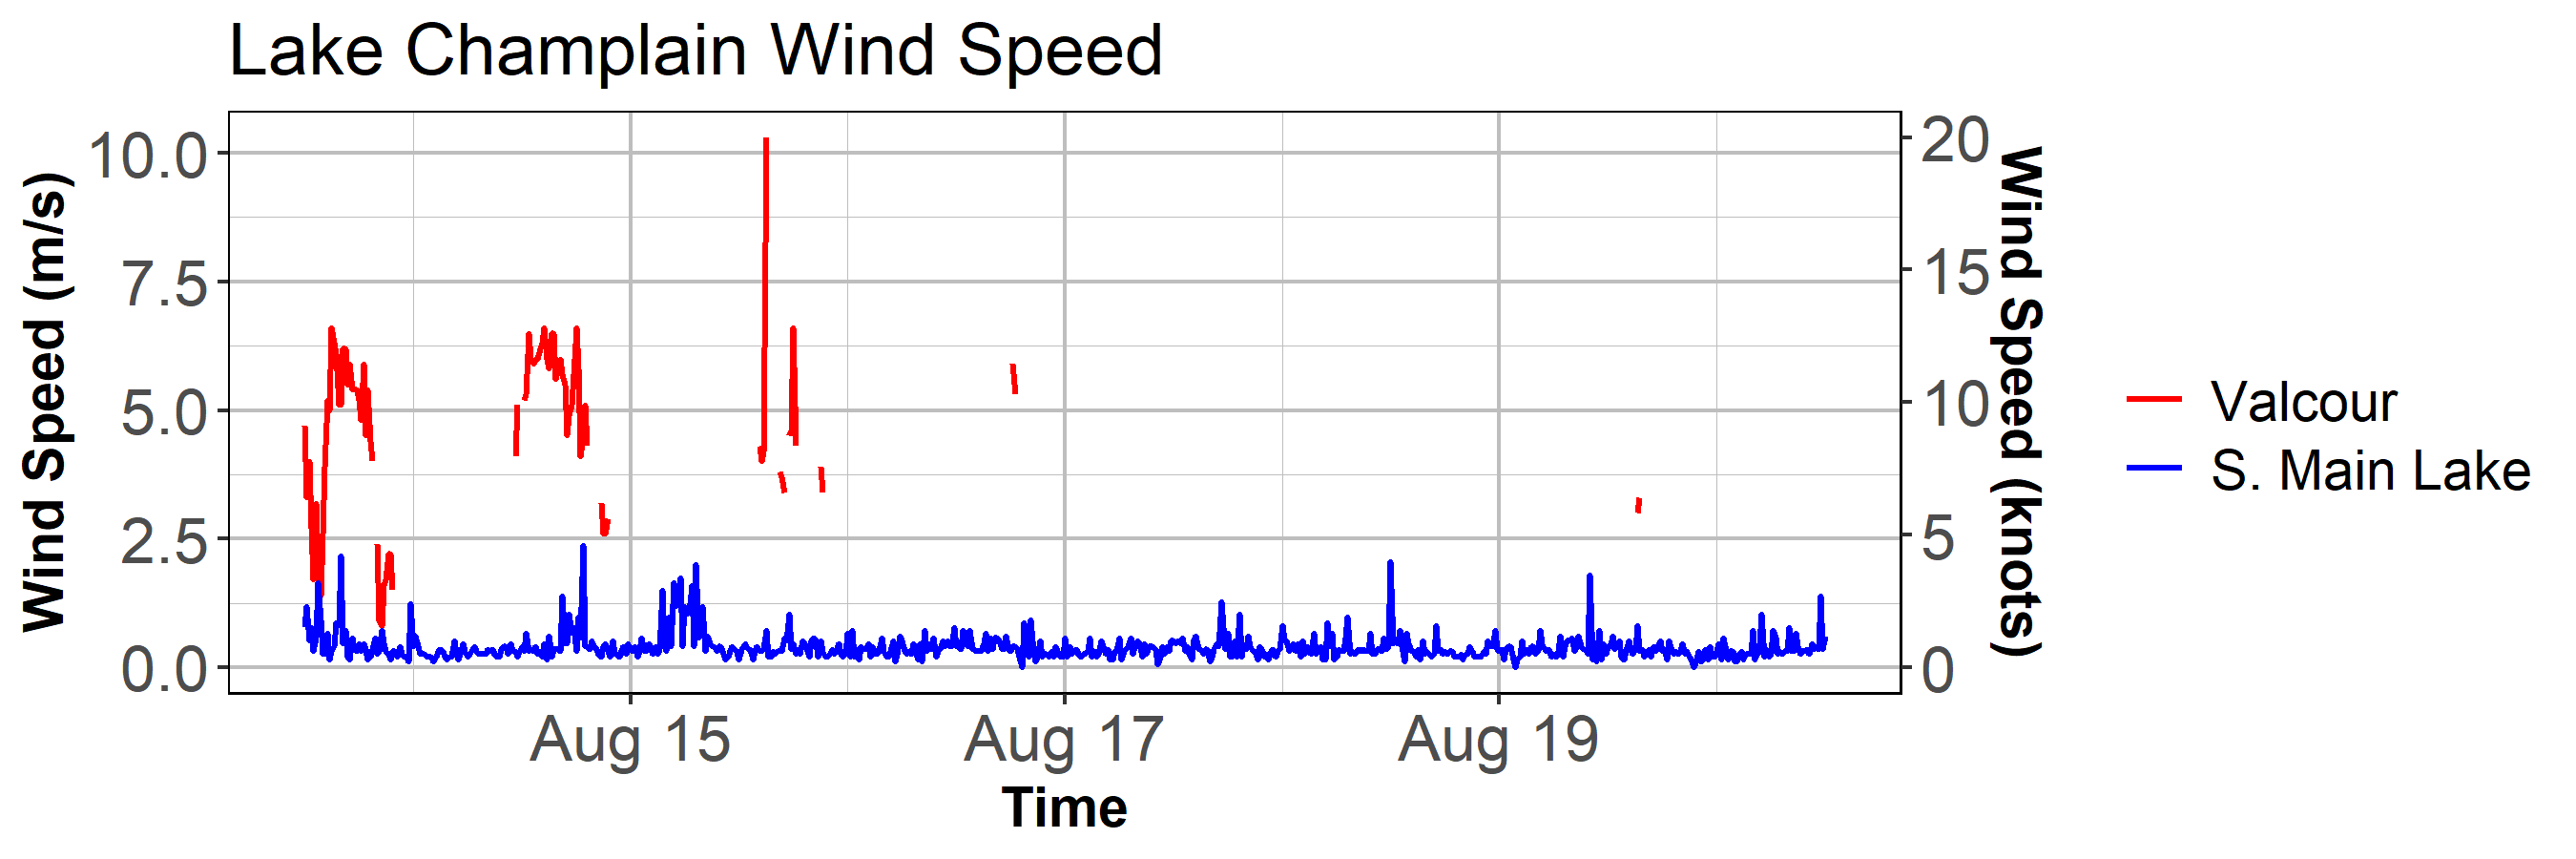 Lake Champlain Wind Speed
Wind Speed (m/s)
10.0
7.5
5.0
2.5
0.0
20
15
10
5
0
Wind Speed (knots)
Aug 15
Aug 17
Aug 19
Time
Valcour
S. Main Lake